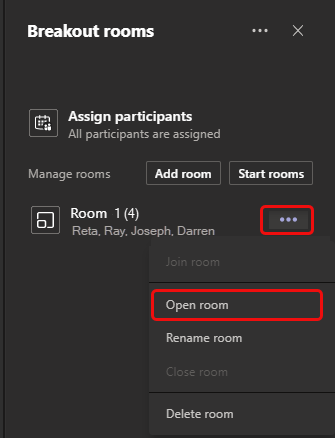 Breakout rooms
Assign participants
All participants are assigned
Manage rooms Add room Start rooms
Room 1 (4)
Reta, Ray, Joseph, Darren
Join room
Open room
Rename room
Close room
Delete room